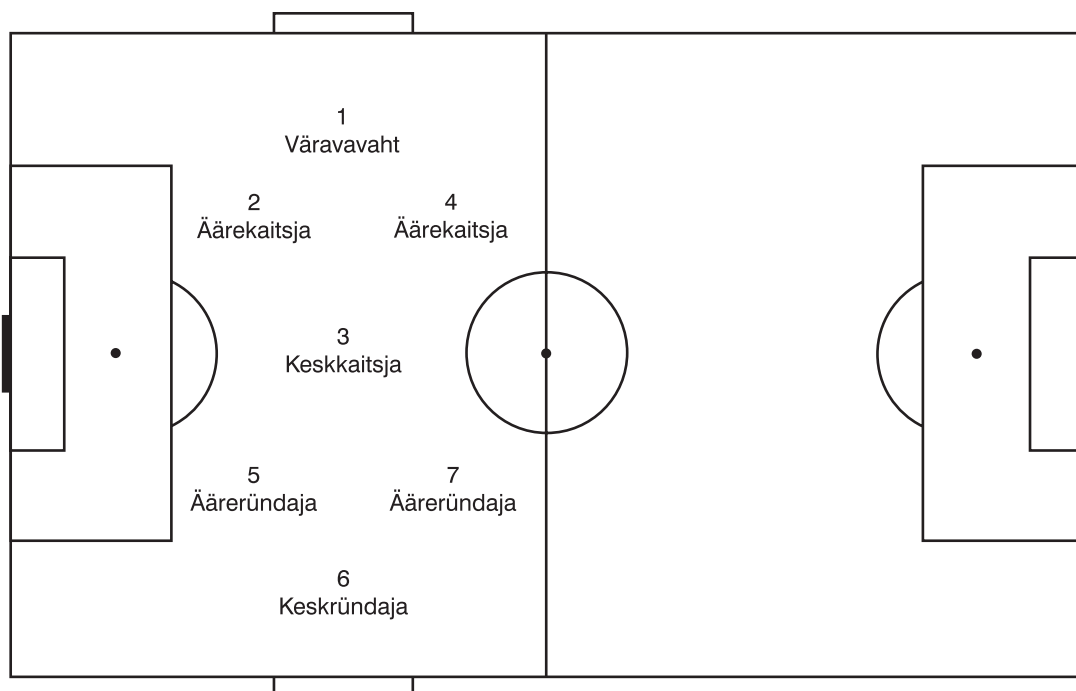 1
Väravavaht
2
Äärekaitsja
4
Äärekaitsja
3
Keskkaitsja
5
Ääreründaja
7
Ääreründaja
6
Keskründaja